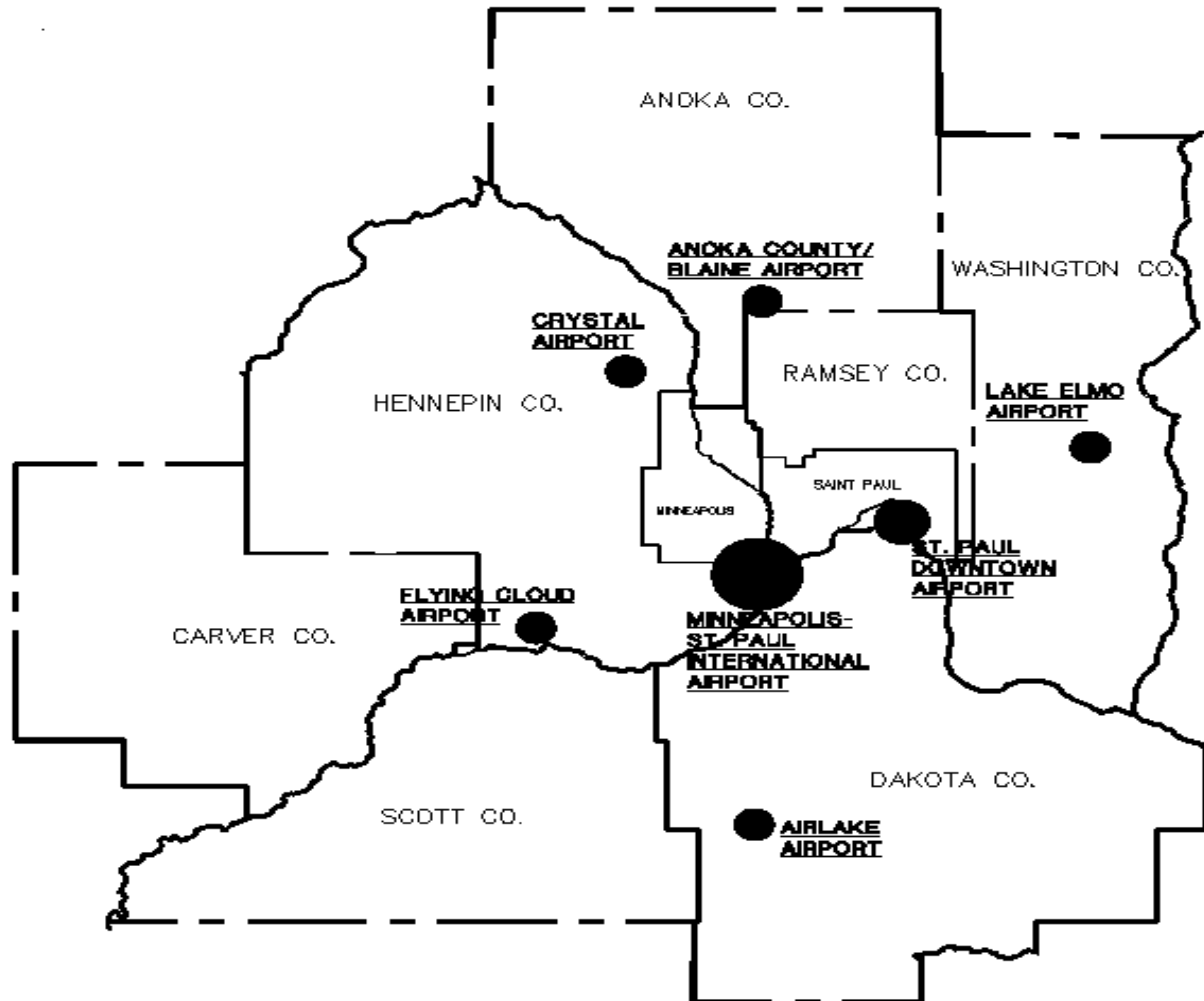 ANOKA CO.
ANOKA COUNTY/
BLAINE AIRPORT
WASHINGTON CO.
CRYSTAL
AIRPORT
RAMSEY CO.
HENNEPIN CO.
LAKE ELMO
AIRPORT
SAINT PAUL
MINNEAPOLIS
ST. PAUL
DOWNTOWN
AIRPORT
FLYING CLOUD
AIRPORT
MINNEAPOLIS-
ST. PAUL
INTERNATIONAL
AIRPORT
CARVER CO.
DAKOTA CO.
SCOTT CO.
AIRLAKE
AIRPORT